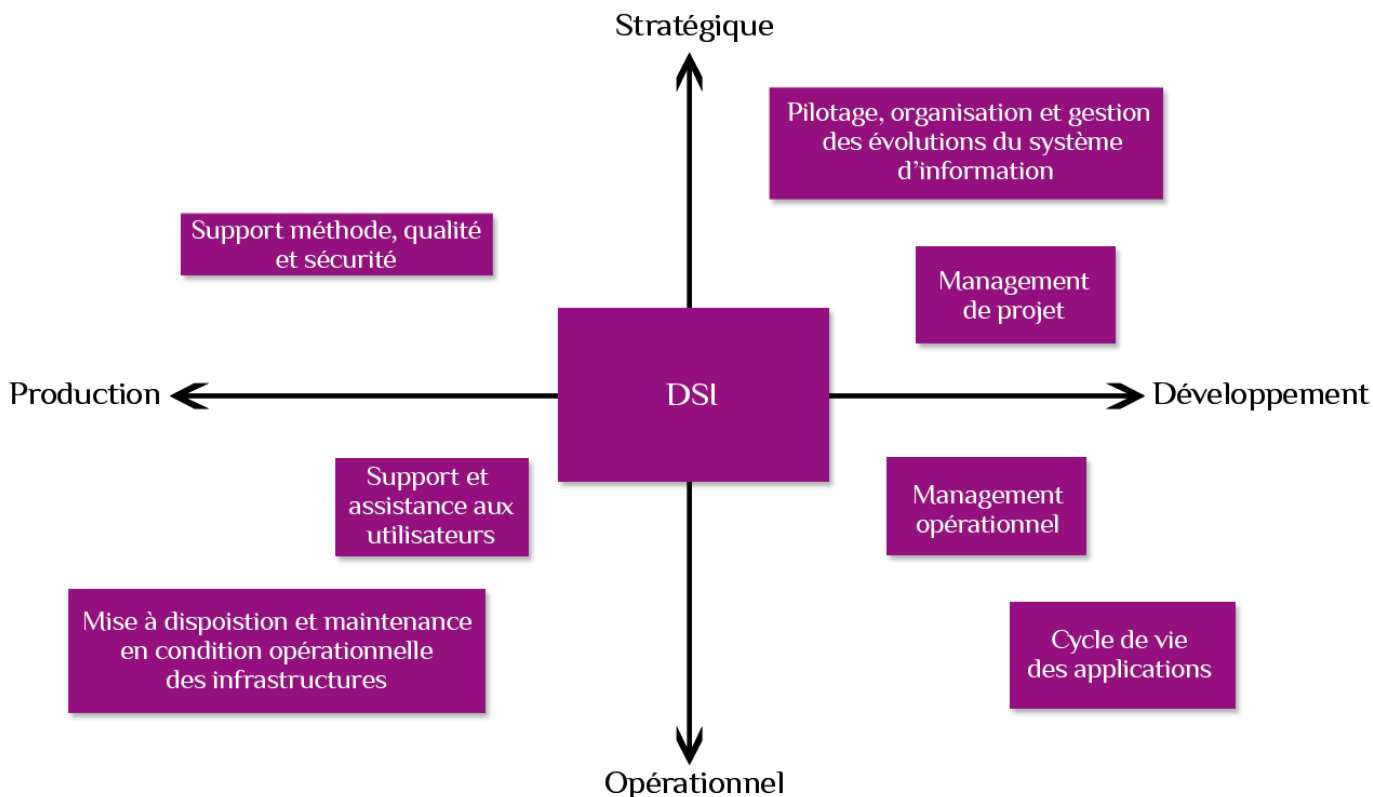 Stratégique
Pilotage, organisation et gestion
des évolutions du système
d'information
Support méthode, qualité
et sécurité
Management
de projet
Production
DSI
Développement
Support et
assistance aux
utilisateurs
Management
opérationnel
Mise à dispoistion et maintenance
en condition opérationnelle
des infrastructures
Cycle de vie
des applications
Opérationnel